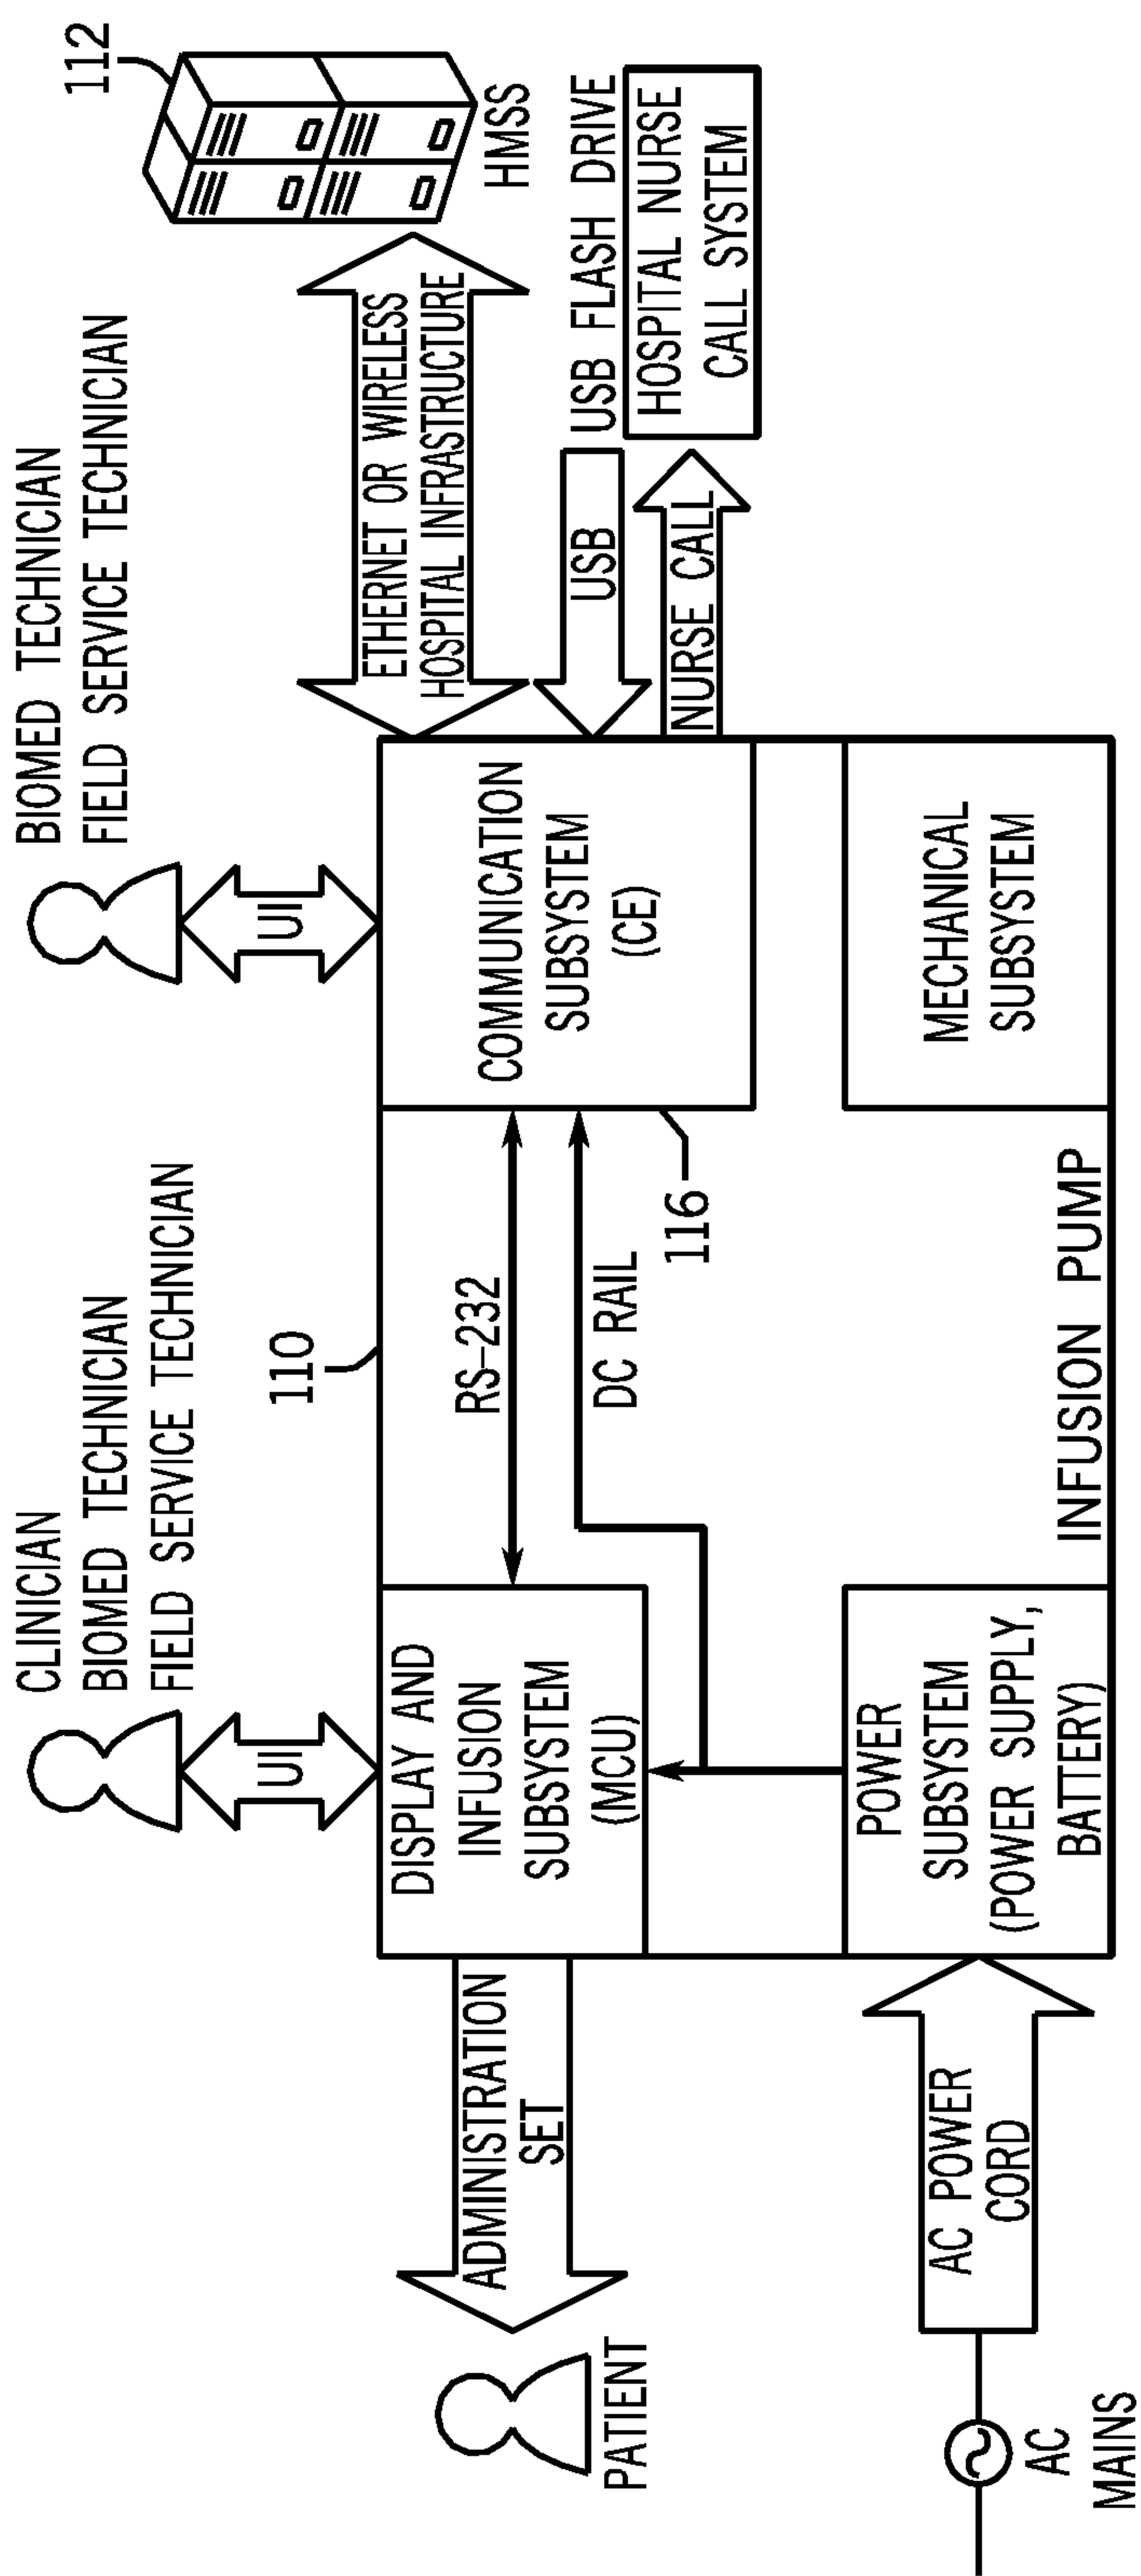 CLINICIAN
BIOMED TECHNICIAN
FIELD SERVICE TECHNICIAN
BIOMED TECHNICIAN
FIELD SERVICE TECHNICIAN
112
UI
UI
110
HMSS
ETHERNET OR WIRELESS
HOSPITAL INFRASTRUCTURE
PATIENT
ADMINISTRATION
SET
DISPLAY AND
INFUSION
SUBSYSTEM
(MCU)
RS-232
DC RAIL
116
COMMUNICATION
SUBSYSTEM
(CE)
USB
USB FLASH DRIVE
NURSE CALL
HOSPITAL NURSE
CALL SYSTEM
AC
MAINS
AC POWER
CORD
POWER
SUBSYSTEM
(POWER SUPPLY,
BATTERY)
INFUSION PUMP
MECHANICAL
SUBSYSTEM